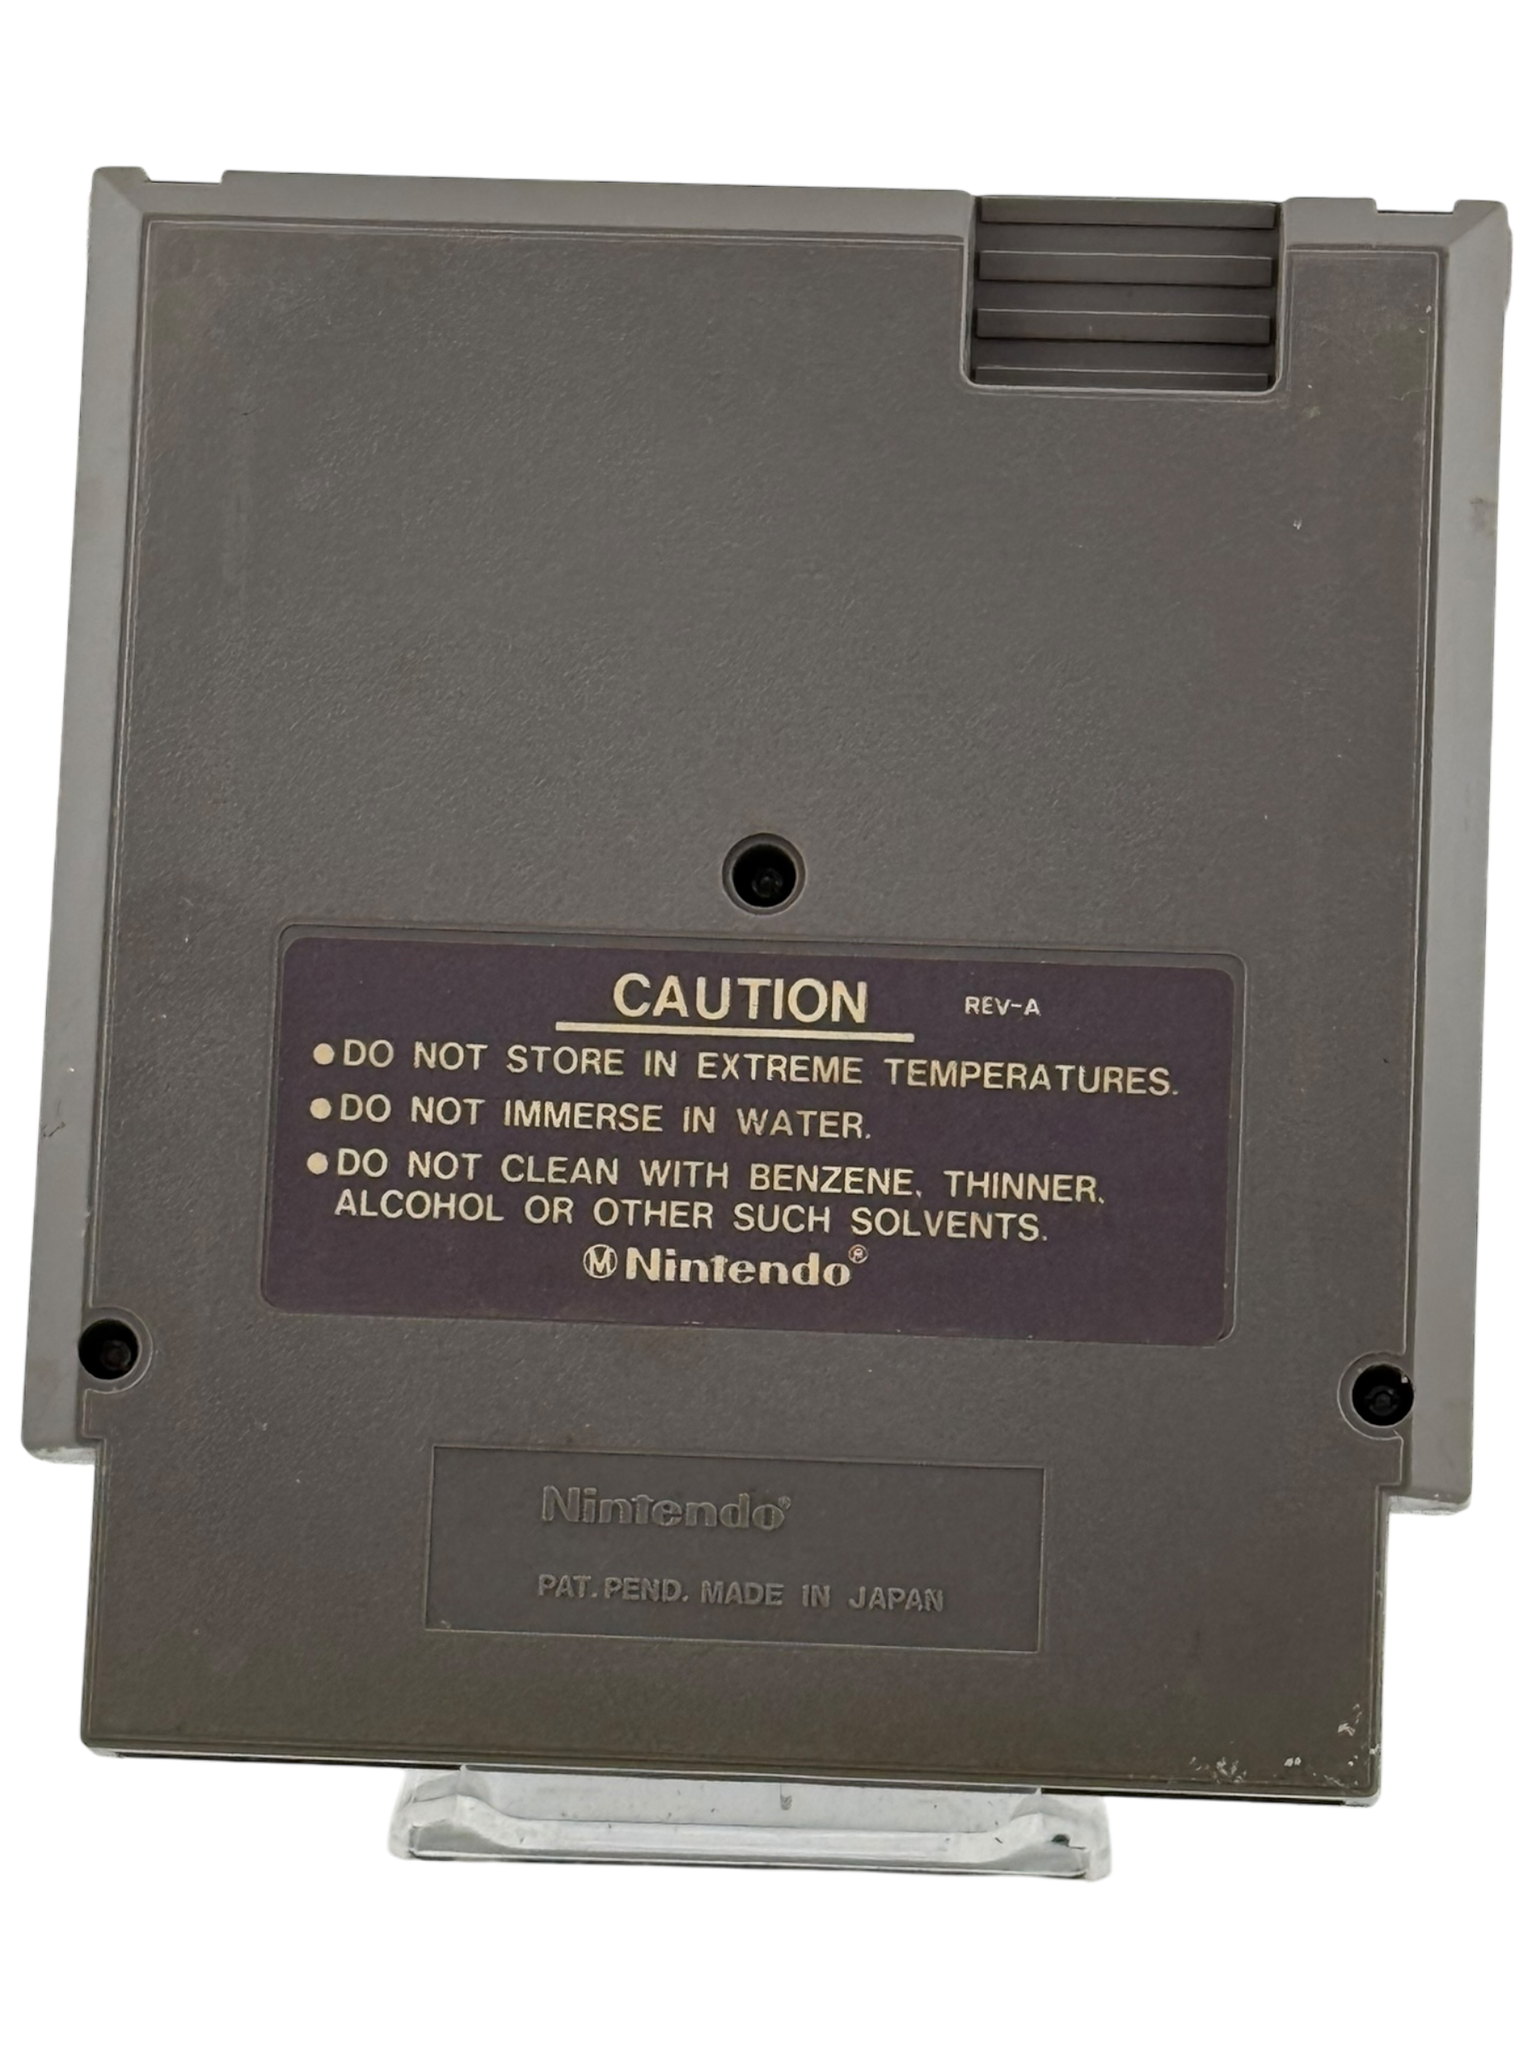 CAUTION REV-A
●DO NOT STORE IN EXTREME TEMPERATURES.
●DO NOT IMMERSE IN WATER.
●DO NOT CLEAN WITH BENZENE, THINNER,
ALCOHOL OR OTHER SUCH SOLVENTS.
Ⓜ Nintendo®
Nintendo®
PAT. PEND. MADE IN JAPAN